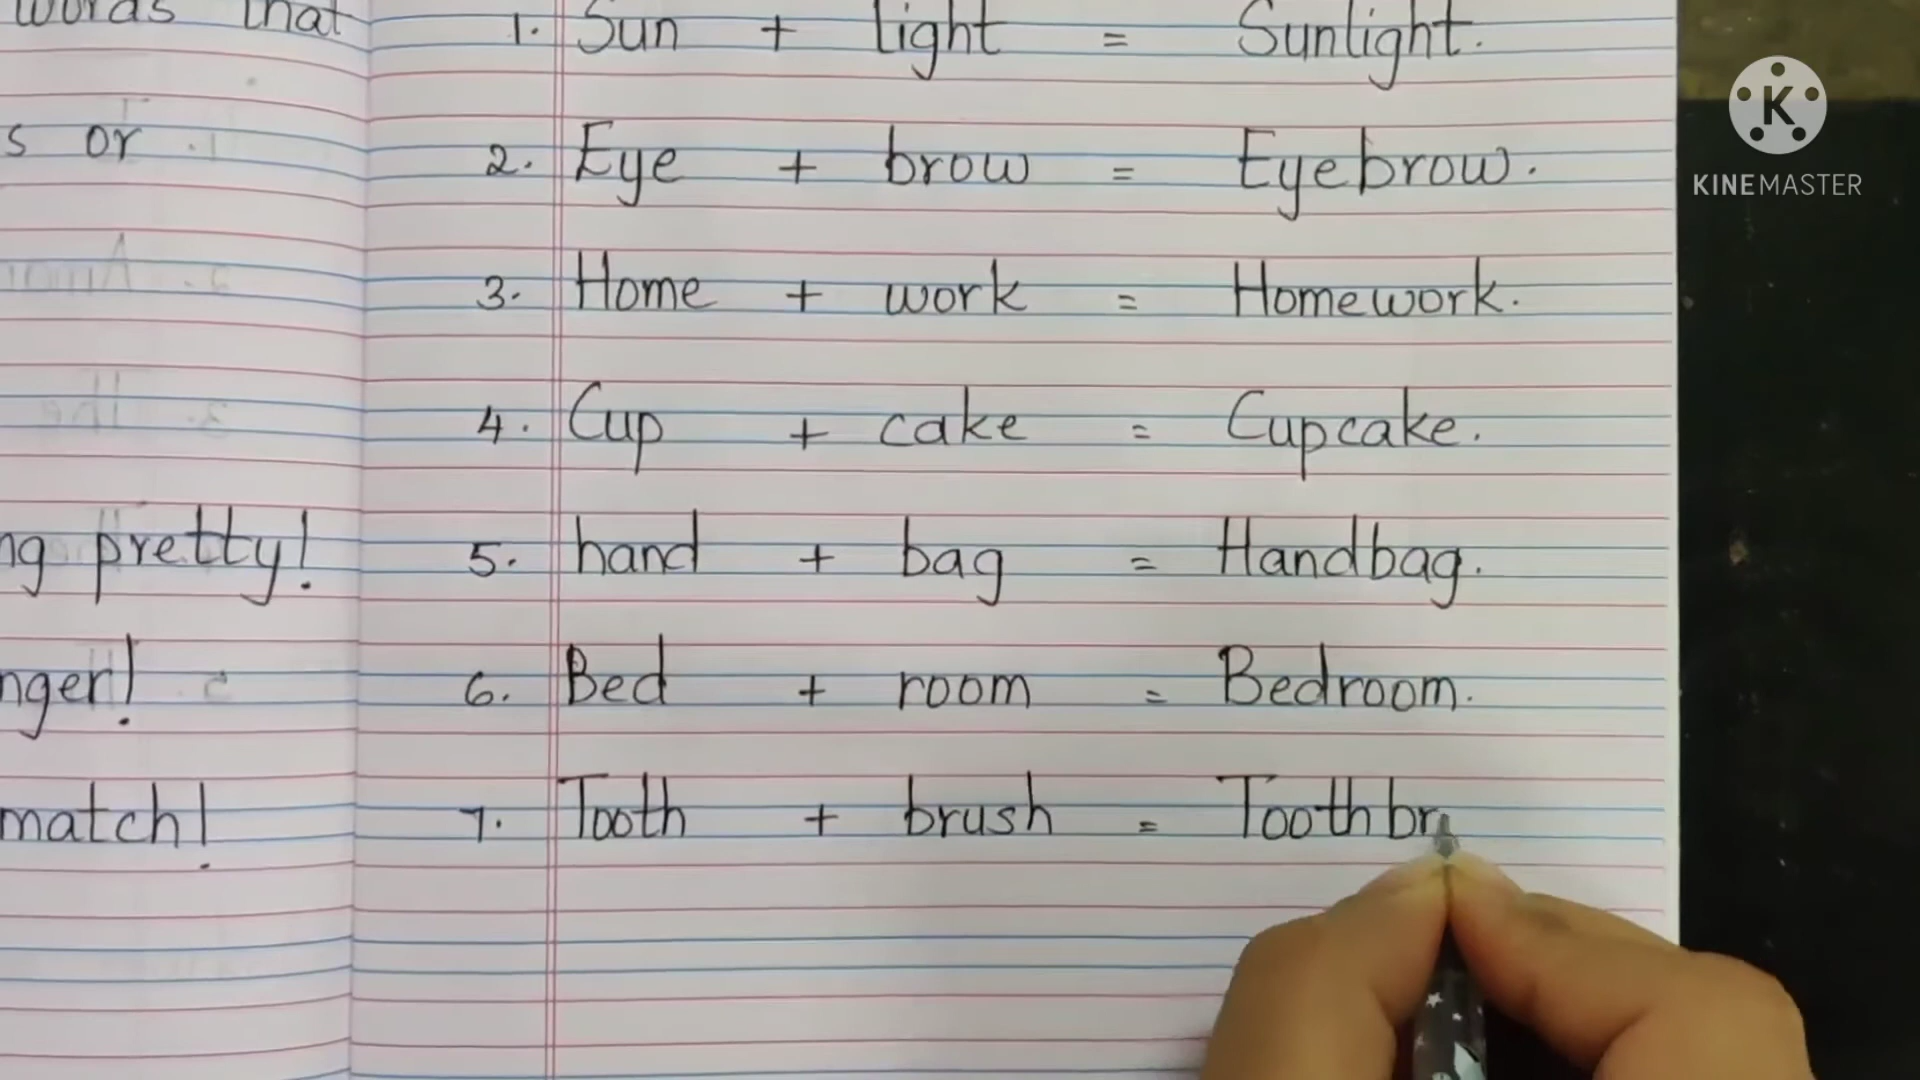 words that
s or
ng pretty!
nger!
match!
1. Sun + light = Sunlight.
2. Eye + brow = Eyebrow.
3. Home + work = Homework.
4. Cup + cake = Cupcake.
5. hand + bag = Handbag.
6. Bed + room = Bedroom.
7. Tooth + brush = Toothbr
K
KINEMASTER